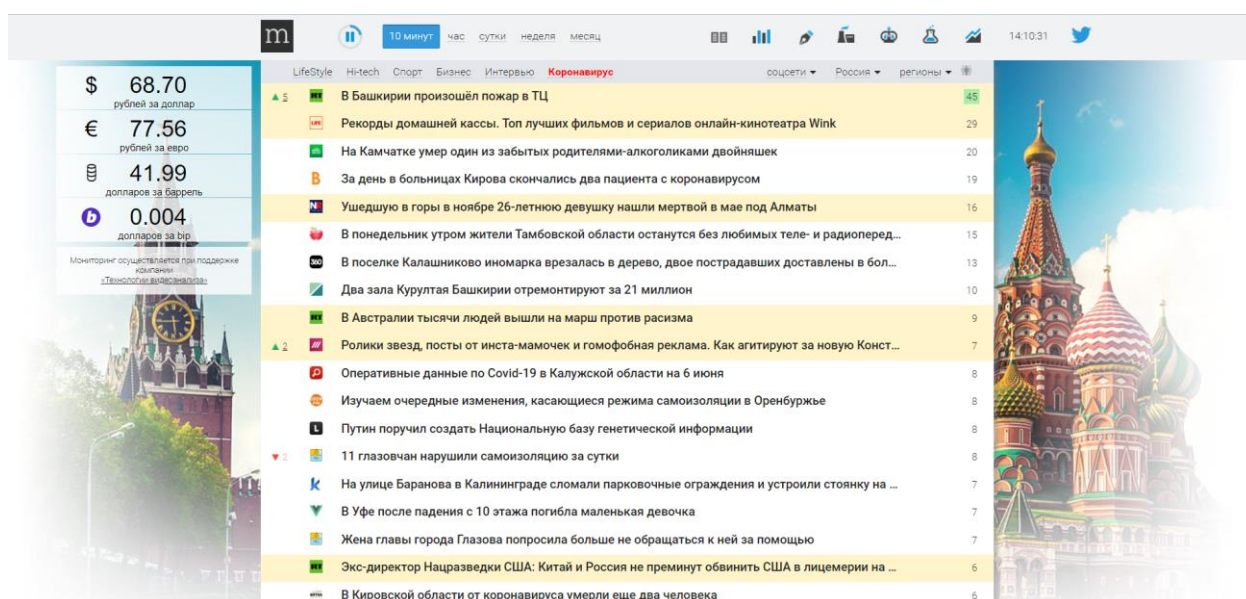 m
10 минут час сутки неделя месяц
14:10:31
$ 68.70
рублей за доллар
€ 77.56
рублей за евро
41.99
долларов за баррель
b 0.004
долларов за bip
Мониторинг осуществляется при поддержке
компании
«Технологии видеоанализа»
LifeStyle Hi-tech Спорт Бизнес Интервью Коронавирус соцсети Россия регионы
5 RT В Башкирии произошёл пожар в ТЦ 45
LIFE Рекорды домашней кассы. Топ лучших фильмов и сериалов онлайн-кинотеатра Wink 29
На Камчатке умер один из забытых родителями-алкоголиками двойняшек 20
В За день в больницах Кирова скончались два пациента с коронавирусом 19
Ушедшую в горы в ноябре 26-летнюю девушку нашли мертвой в мае под Алматы 16
В понедельник утром жители Тамбовской области останутся без любимых теле- и радиоперед... 15
360 В поселке Калашниково иномарка врезалась в дерево, двое пострадавших доставлены в бол... 13
Два зала Курултая Башкирии отремонтируют за 21 миллион 10
RT В Австралии тысячи людей вышли на марш против расизма 9
2 Ролики звезд, посты от инста-мамочек и гомофобная реклама. Как агитируют за новую Конст... 7
Оперативные данные по Covid-19 в Калужской области на 6 июня 8
Изучаем очередные изменения, касающиеся режима самоизоляции в Оренбуржье 8
L Путин поручил создать Национальную базу генетической информации 8
2 11 глазовчан нарушили самоизоляцию за сутки 8
k На улице Баранова в Калининграде сломали парковочные ограждения и устроили стоянку на ... 7
В Уфе после падения с 10 этажа погибла маленькая девочка 7
Жена главы города Глазова попросила больше не обращаться к ней за помощью 7
RT Экс-директор Нацразведки США: Китай и Россия не преминут обвинить США в лицемерии на ... 6
В Кировской области от коронавируса умерли еще два человека 6